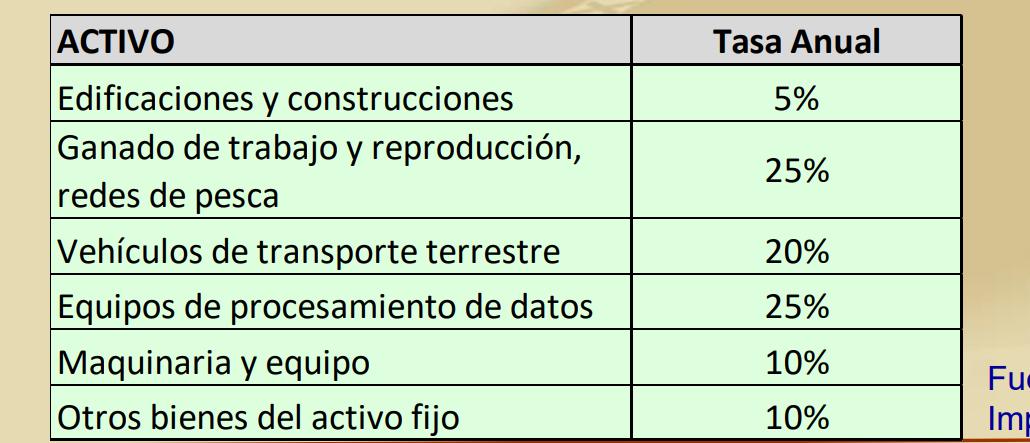 ACTIVO Tasa Anual
Edificaciones y construcciones 5%
Ganado de trabajo y reproducción,
redes de pesca 25%
Vehículos de transporte terrestre 20%
Equipos de procesamiento de datos 25%
Maquinaria y equipo 10%
Otros bienes del activo fijo 10%